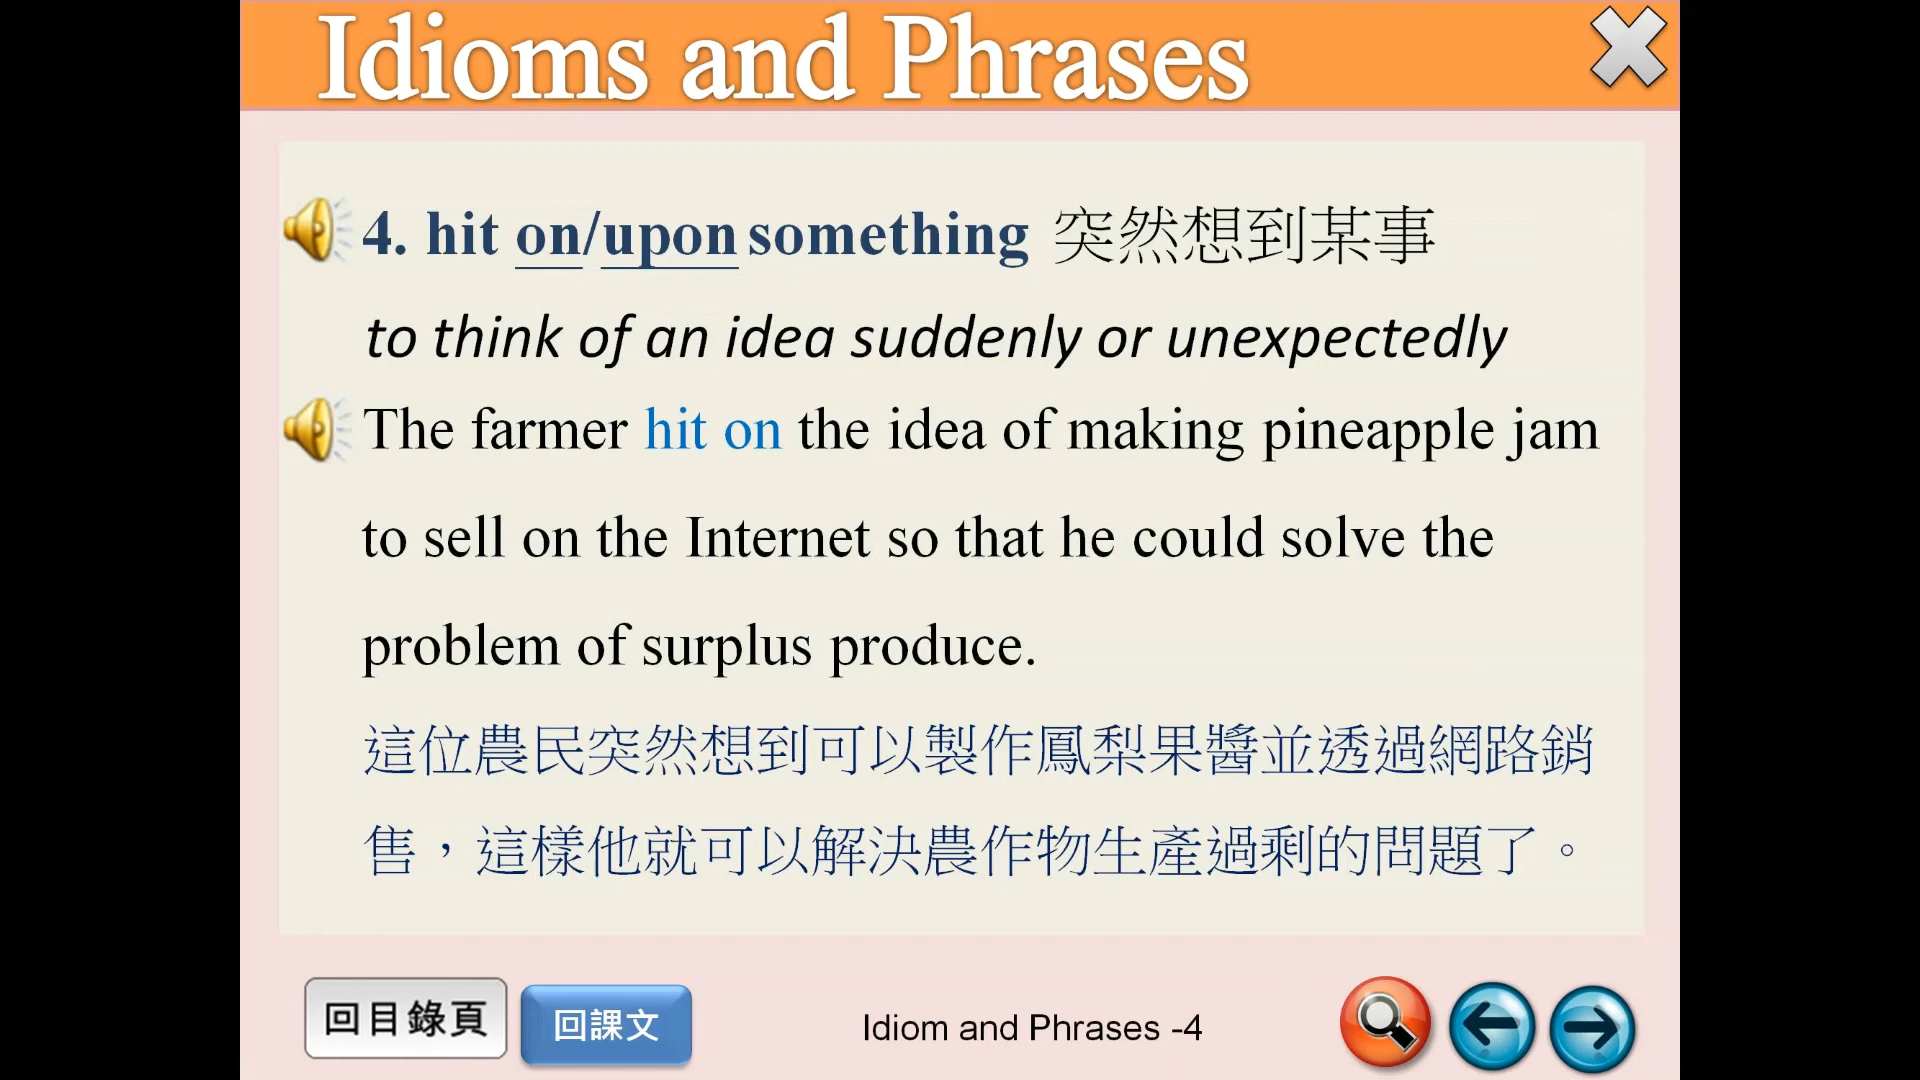 Idioms and Phrases
4. hit on/upon something 突然想到某事
to think of an idea suddenly or unexpectedly
The farmer hit on the idea of making pineapple jam
to sell on the Internet so that he could solve the
problem of surplus produce.
這位農民突然想到可以製作鳳梨果醬並透過網路銷
售，這樣他就可以解決農作物生產過剩的問題了。
回目錄頁 回課文 Idiom and Phrases -4